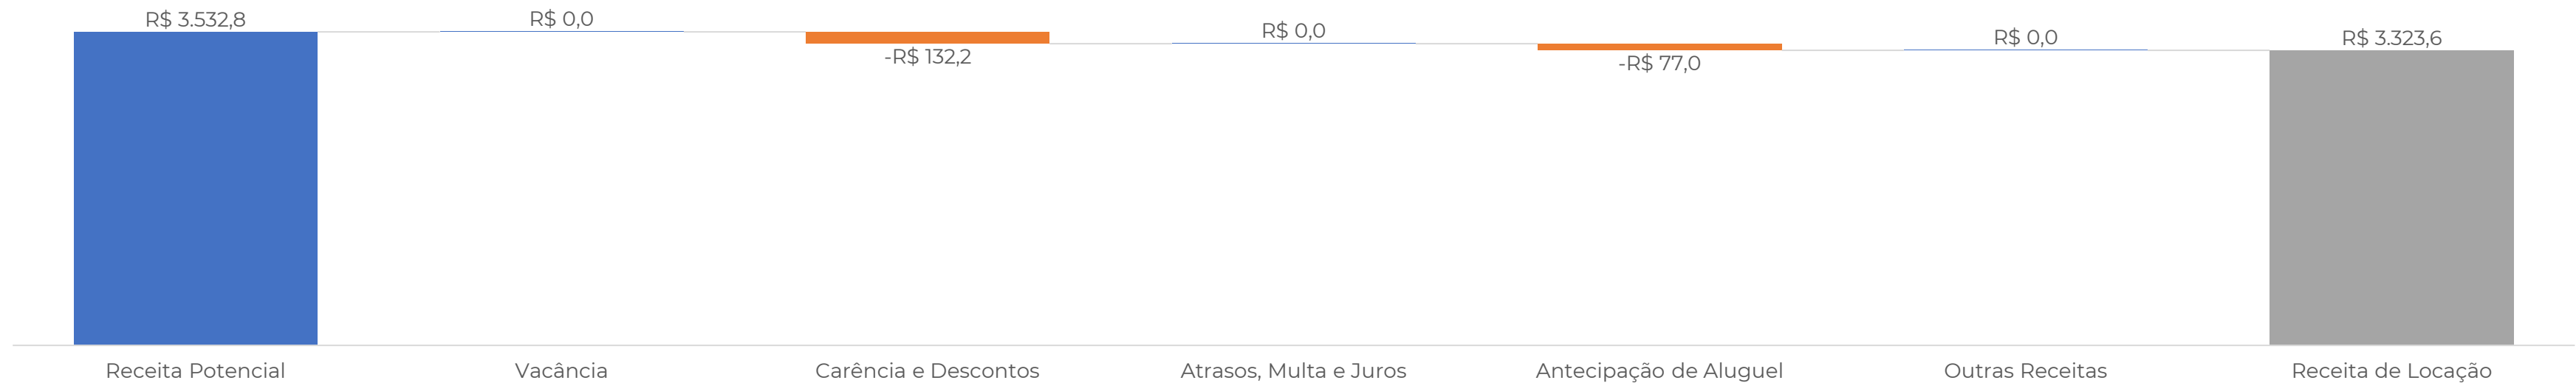 R$ 3.532,8
R$ 0,0
-R$ 132,2
R$ 0,0
-R$ 77,0
R$ 0,0
R$ 3.323,6
Receita Potencial
Vacância
Carência e Descontos
Atrasos, Multa e Juros
Antecipação de Aluguel
Outras Receitas
Receita de Locação